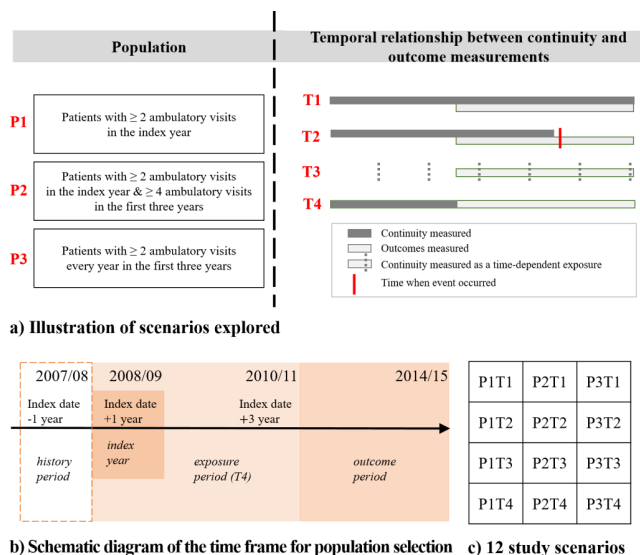 Population
Temporal relationship between continuity and
outcome measurements
P1
Patients with ≥ 2 ambulatory visits
in the index year
P2
Patients with ≥ 2 ambulatory visits
in the index year & ≥ 4 ambulatory visits
in the first three years
P3
Patients with ≥ 2 ambulatory visits
every year in the first three years
T1
T2
T3
T4
Continuity measured
Outcomes measured
Continuity measured as a time-dependent exposure
Time when event occurred
a) Illustration of scenarios explored
2007/08 2008/09 2010/11 2014/15
Index date
-1 year
Index date
+1 year
Index date
+3 year
history
period
index
year
exposure
period (T4)
outcome
period
b) Schematic diagram of the time frame for population selection
P1T1 P2T1 P3T1
P1T2 P2T2 P3T2
P1T3 P2T3 P3T3
P1T4 P2T4 P3T4
c) 12 study scenarios